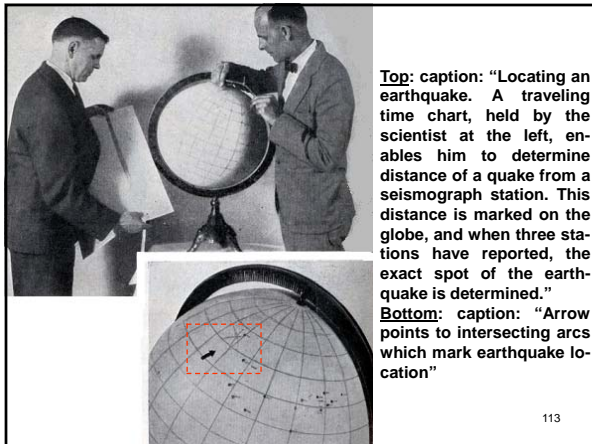 Top: caption: “Locating an
earthquake. A traveling
time chart, held by the
scientist at the left, en-
ables him to determine
distance of a quake from a
seismograph station. This
distance is marked on the
globe, and when three sta-
tions have reported, the
exact spot of the earth-
quake is determined.”
Bottom: caption: “Arrow
points to intersecting arcs
which mark earthquake lo-
cation”
113